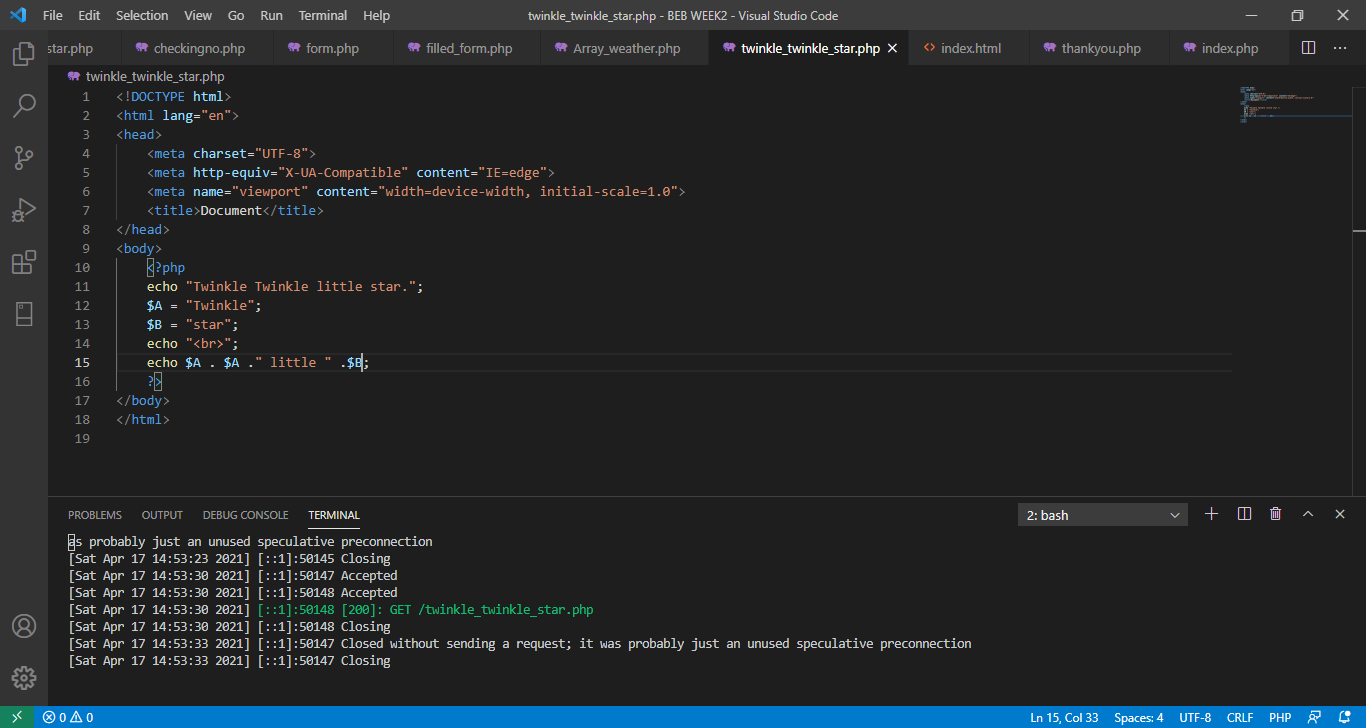 File Edit Selection View Go Run Terminal Help twinkle_twinkle_star.php - BEB WEEK2 - Visual Studio Code
star.php checkingno.php form.php filled_form.php Array_weather.php twinkle_twinkle_star.php index.html thankyou.php index.php
twinkle_twinkle_star.php
1 <!DOCTYPE html>
2 <html lang="en">
3 <head>
4 <meta charset="UTF-8">
5 <meta http-equiv="X-UA-Compatible" content="IE=edge">
6 <meta name="viewport" content="width=device-width, initial-scale=1.0">
7 <title>Document</title>
8 </head>
9 <body>
10 <?php
11 echo "Twinkle Twinkle little star.";
12 $A = "Twinkle";
13 $B = "star";
14 echo "<br>";
15 echo $A . $A ." little " .$B;
16 ?>
17 </body>
18 </html>
19
PROBLEMS OUTPUT DEBUG CONSOLE TERMINAL 2: bash
as probably just an unused speculative preconnection
[Sat Apr 17 14:53:23 2021] [::1]:50145 Closing
[Sat Apr 17 14:53:30 2021] [::1]:50147 Accepted
[Sat Apr 17 14:53:30 2021] [::1]:50148 Accepted
[Sat Apr 17 14:53:30 2021] [::1]:50148 [200]: GET /twinkle_twinkle_star.php
[Sat Apr 17 14:53:30 2021] [::1]:50148 Closing
[Sat Apr 17 14:53:33 2021] [::1]:50147 Closed without sending a request; it was probably just an unused speculative preconnection
[Sat Apr 17 14:53:33 2021] [::1]:50147 Closing
0 0 Ln 15, Col 33 Spaces: 4 UTF-8 CRLF PHP